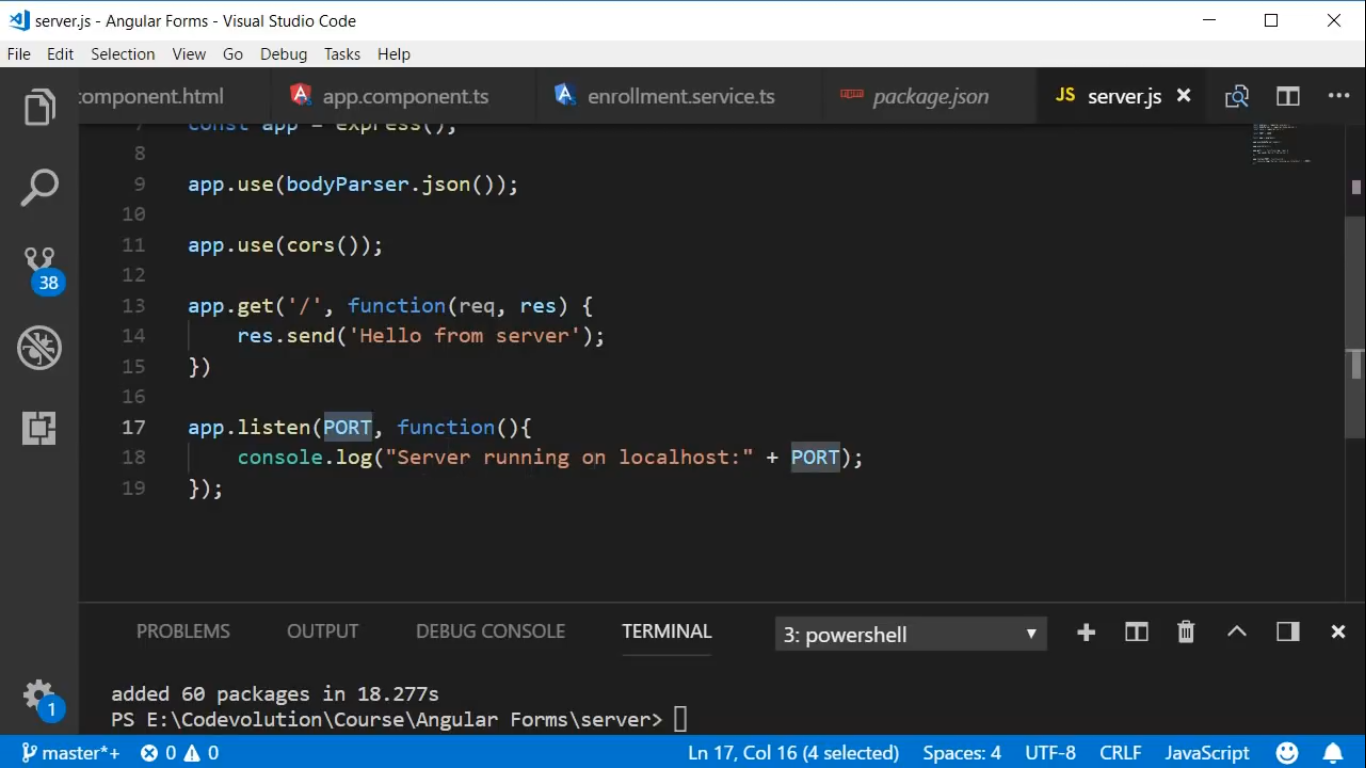 server.js - Angular Forms - Visual Studio Code
File Edit Selection View Go Debug Tasks Help
component.html app.component.ts enrollment.service.ts package.json JS server.js
7 const app = express();
8
9 app.use(bodyParser.json());
10
11 app.use(cors());
12
13 app.get('/', function(req, res) {
14 res.send('Hello from server');
15 })
16
17 app.listen(PORT, function(){
18 console.log("Server running on localhost:" + PORT);
19 });
38
PROBLEMS OUTPUT DEBUG CONSOLE TERMINAL 3: powershell
added 60 packages in 18.277s
PS E:\Codevolution\Course\Angular Forms\server>
1
master*+ 0 0 Ln 17, Col 16 (4 selected) Spaces: 4 UTF-8 CRLF JavaScript